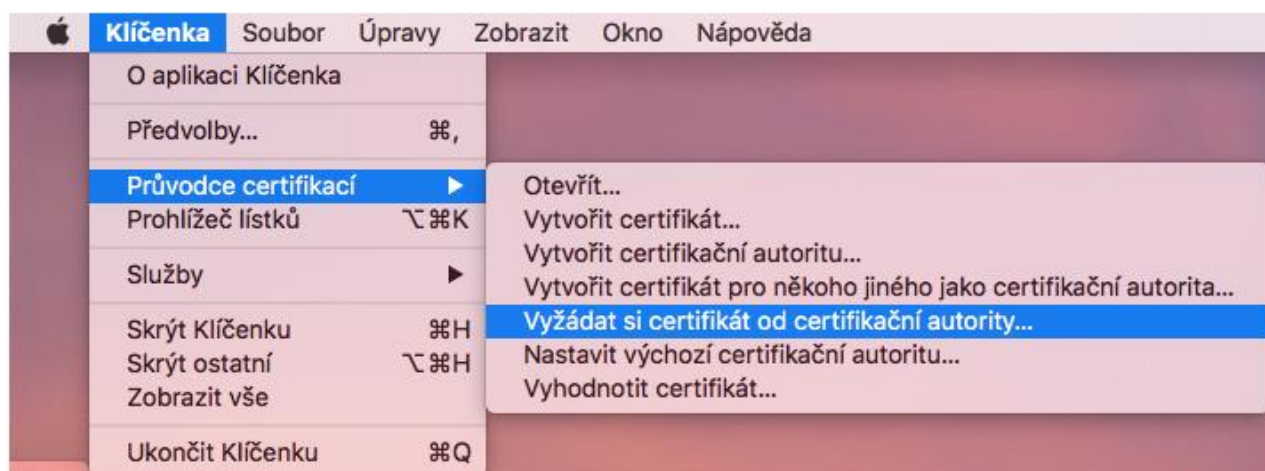 Klíčenka Soubor Úpravy Zobrazit Okno Nápověda
O aplikaci Klíčenka
Předvolby... ⌘,
Průvodce certifikací ▶
Prohlížeč lístků ⌥⌘K
Služby ▶
Skrýt Klíčenku ⌘H
Skrýt ostatní ⌥⌘H
Zobrazit vše
Ukončit Klíčenku ⌘Q
Otevřít...
Vytvořit certifikát...
Vytvořit certifikační autoritu...
Vytvořit certifikát pro někoho jiného jako certifikační autorita...
Vyžádat si certifikát od certifikační autority...
Nastavit výchozí certifikační autoritu...
Vyhodnotit certifikát...